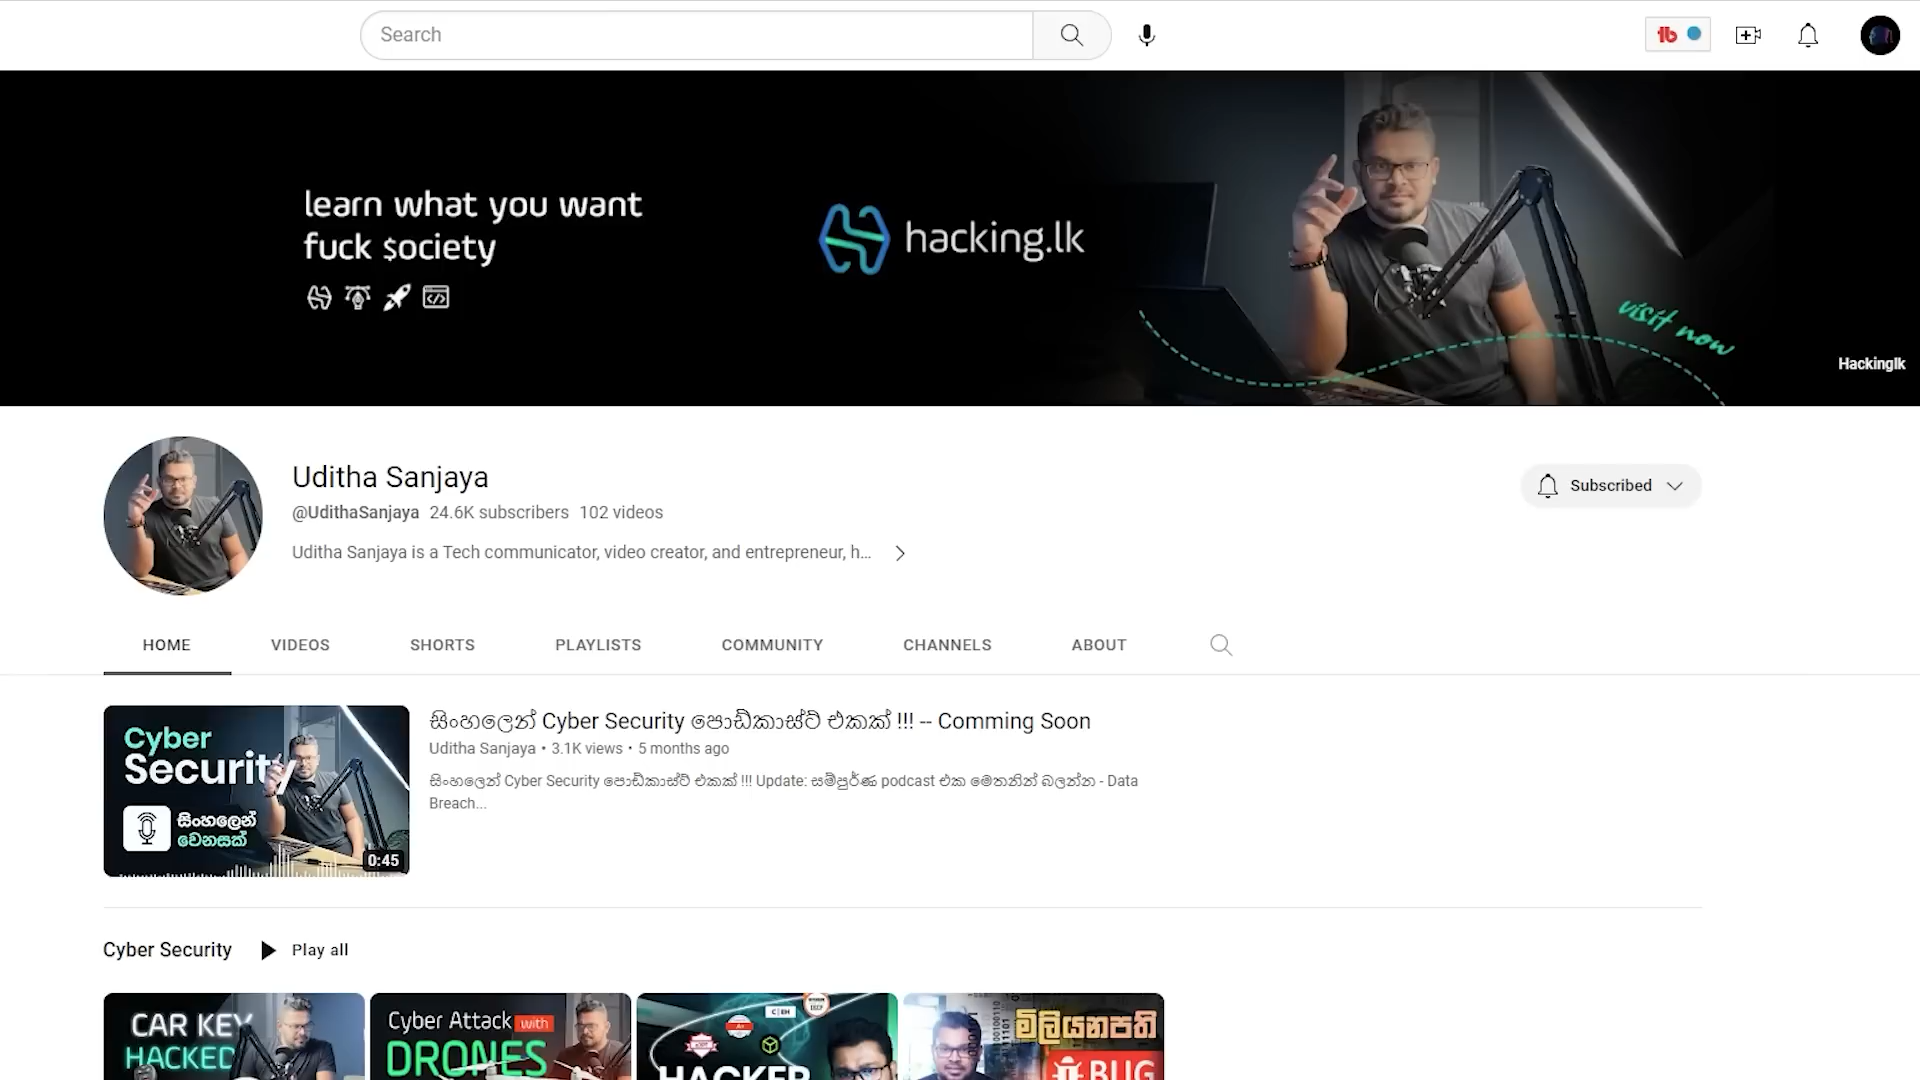 Search
learn what you want
fuck $ociety
hacking.lk
visit now
Hackinglk
Uditha Sanjaya
@UdithaSanjaya 24.6K subscribers 102 videos
Uditha Sanjaya is a Tech communicator, video creator, and entrepreneur, h...
Subscribed
HOME VIDEOS SHORTS PLAYLISTS COMMUNITY CHANNELS ABOUT
Cyber
Security
සිංහලෙන්
වෙනසක්
0:45
සිංහලෙන් Cyber Security පොඩ්කාස්ට් එකක් !!! -- Comming Soon
Uditha Sanjaya • 3.1K views • 5 months ago
සිංහලෙන් Cyber Security පොඩ්කාස්ට් එකක් !!! Update: සම්පුර්ණ podcast එක මෙතනින් බලන්න - Data
Breach...
Cyber Security Play all
CAR KEY
HACKED
Cyber Attack with
DRONES
C|EH
HACKER
මිලියනපති
BUG